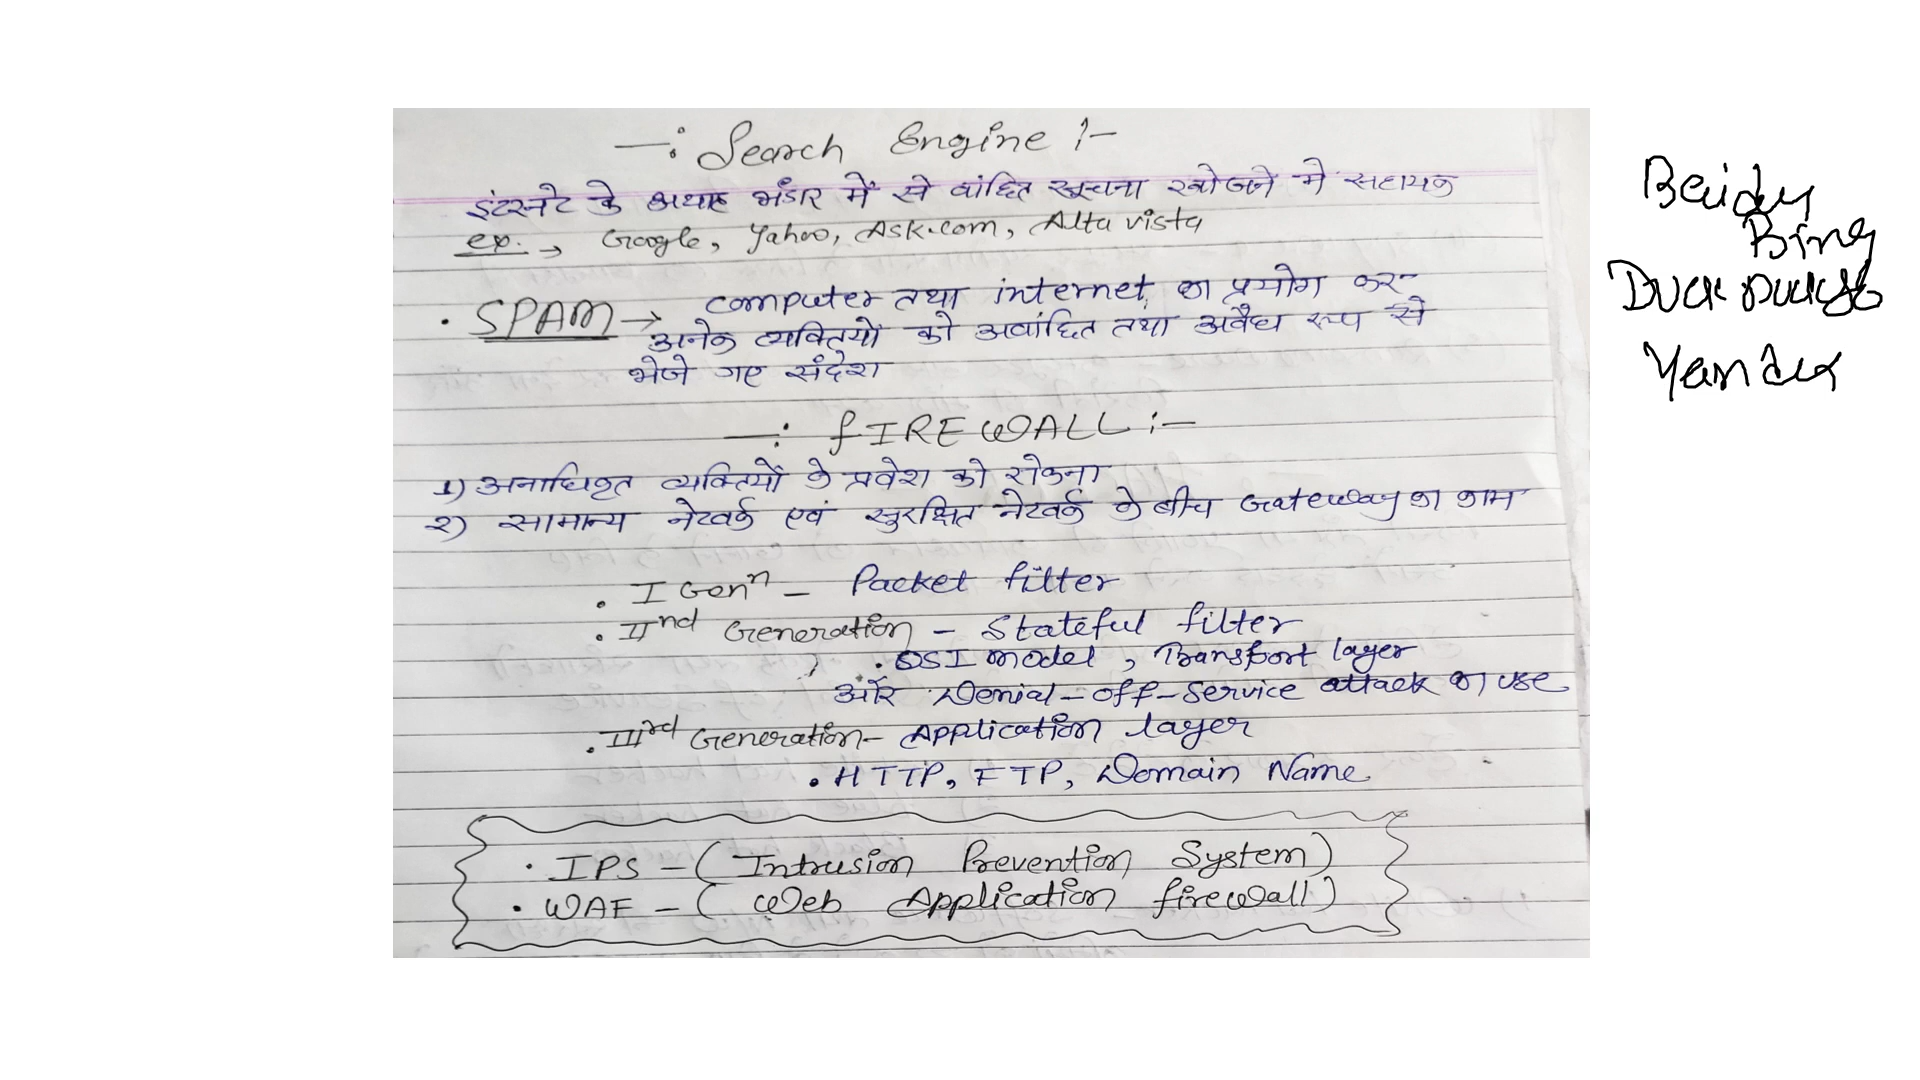 —: Search Engine :-
इंटरनेट के अथाह भंडार में से वांछित सूचना खोजने मे सहायक
ex. → Google, Yahoo, Ask.com, Alta vista
• SPAM → computer तथा internet का प्रयोग कर
अनेक व्यक्तियों को अवांछित तथा अवैध रूप से
भेजे गए संदेश
—: fIREWALL :-
1) अनाधिकृत व्यक्तियों के प्रवेश को रोकना
२) सामान्य नेटवर्क एवं सुरक्षित नेटवर्क के बीच Gateway का काम
• I Genⁿ – Packet filter
• IInd Generation – Stateful filter
• OSI model, Transport layer
और Denial-off-Service attack का use
• IIIrd Generation – Application layer
• HTTP, FTP, Domain Name
• IPS – (Intrusion Prevention System)
• WAF – ( Web Application firewall)
Beidu
Bing
Duck Duckgo
Yandex